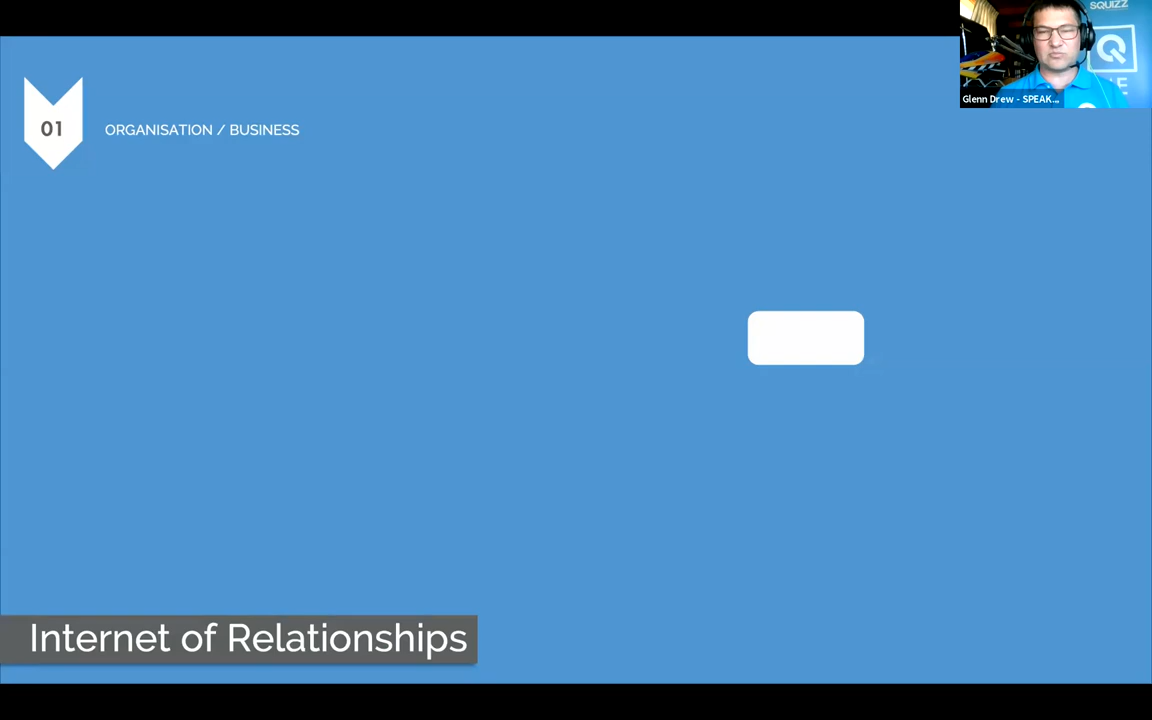 SQUIZZ
Q
Glenn Drew - SPEAK...
01
ORGANISATION / BUSINESS
Internet of Relationships